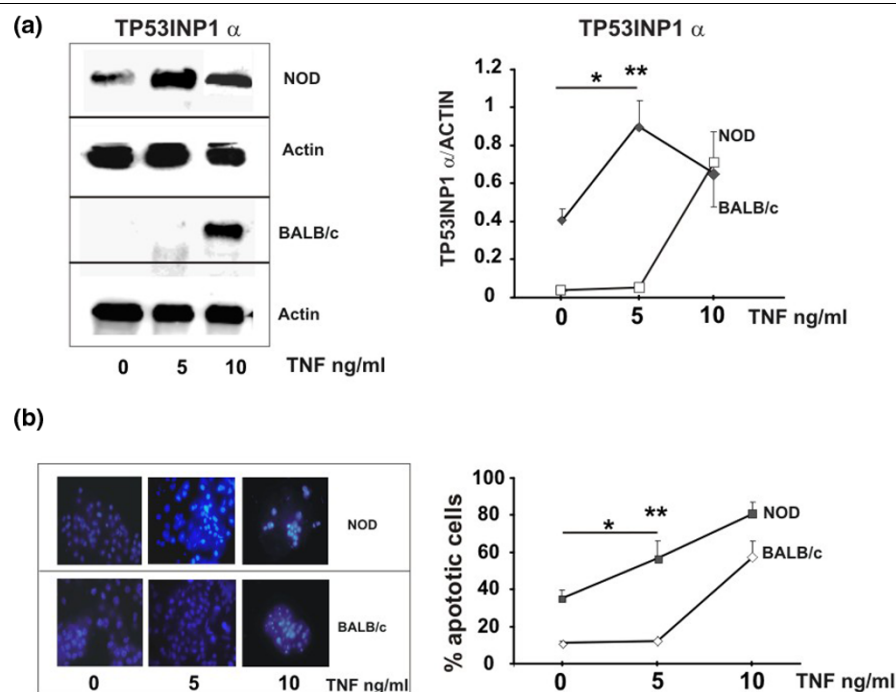 (a)
TP53INP1 α
NOD
Actin
BALB/c
Actin
0 5 10 TNF ng/ml
TP53INP1 α
TP53INP1 α/ACTIN
1.2
1
0.8
0.6
0.4
0.2
0
* **
NOD
BALB/c
0 5 10 TNF ng/ml
(b)
NOD
BALB/c
0 5 10 TNF ng/ml
% apototic cells
100
80
60
40
20
0
* **
NOD
BALB/c
0 5 10 TNF ng/ml